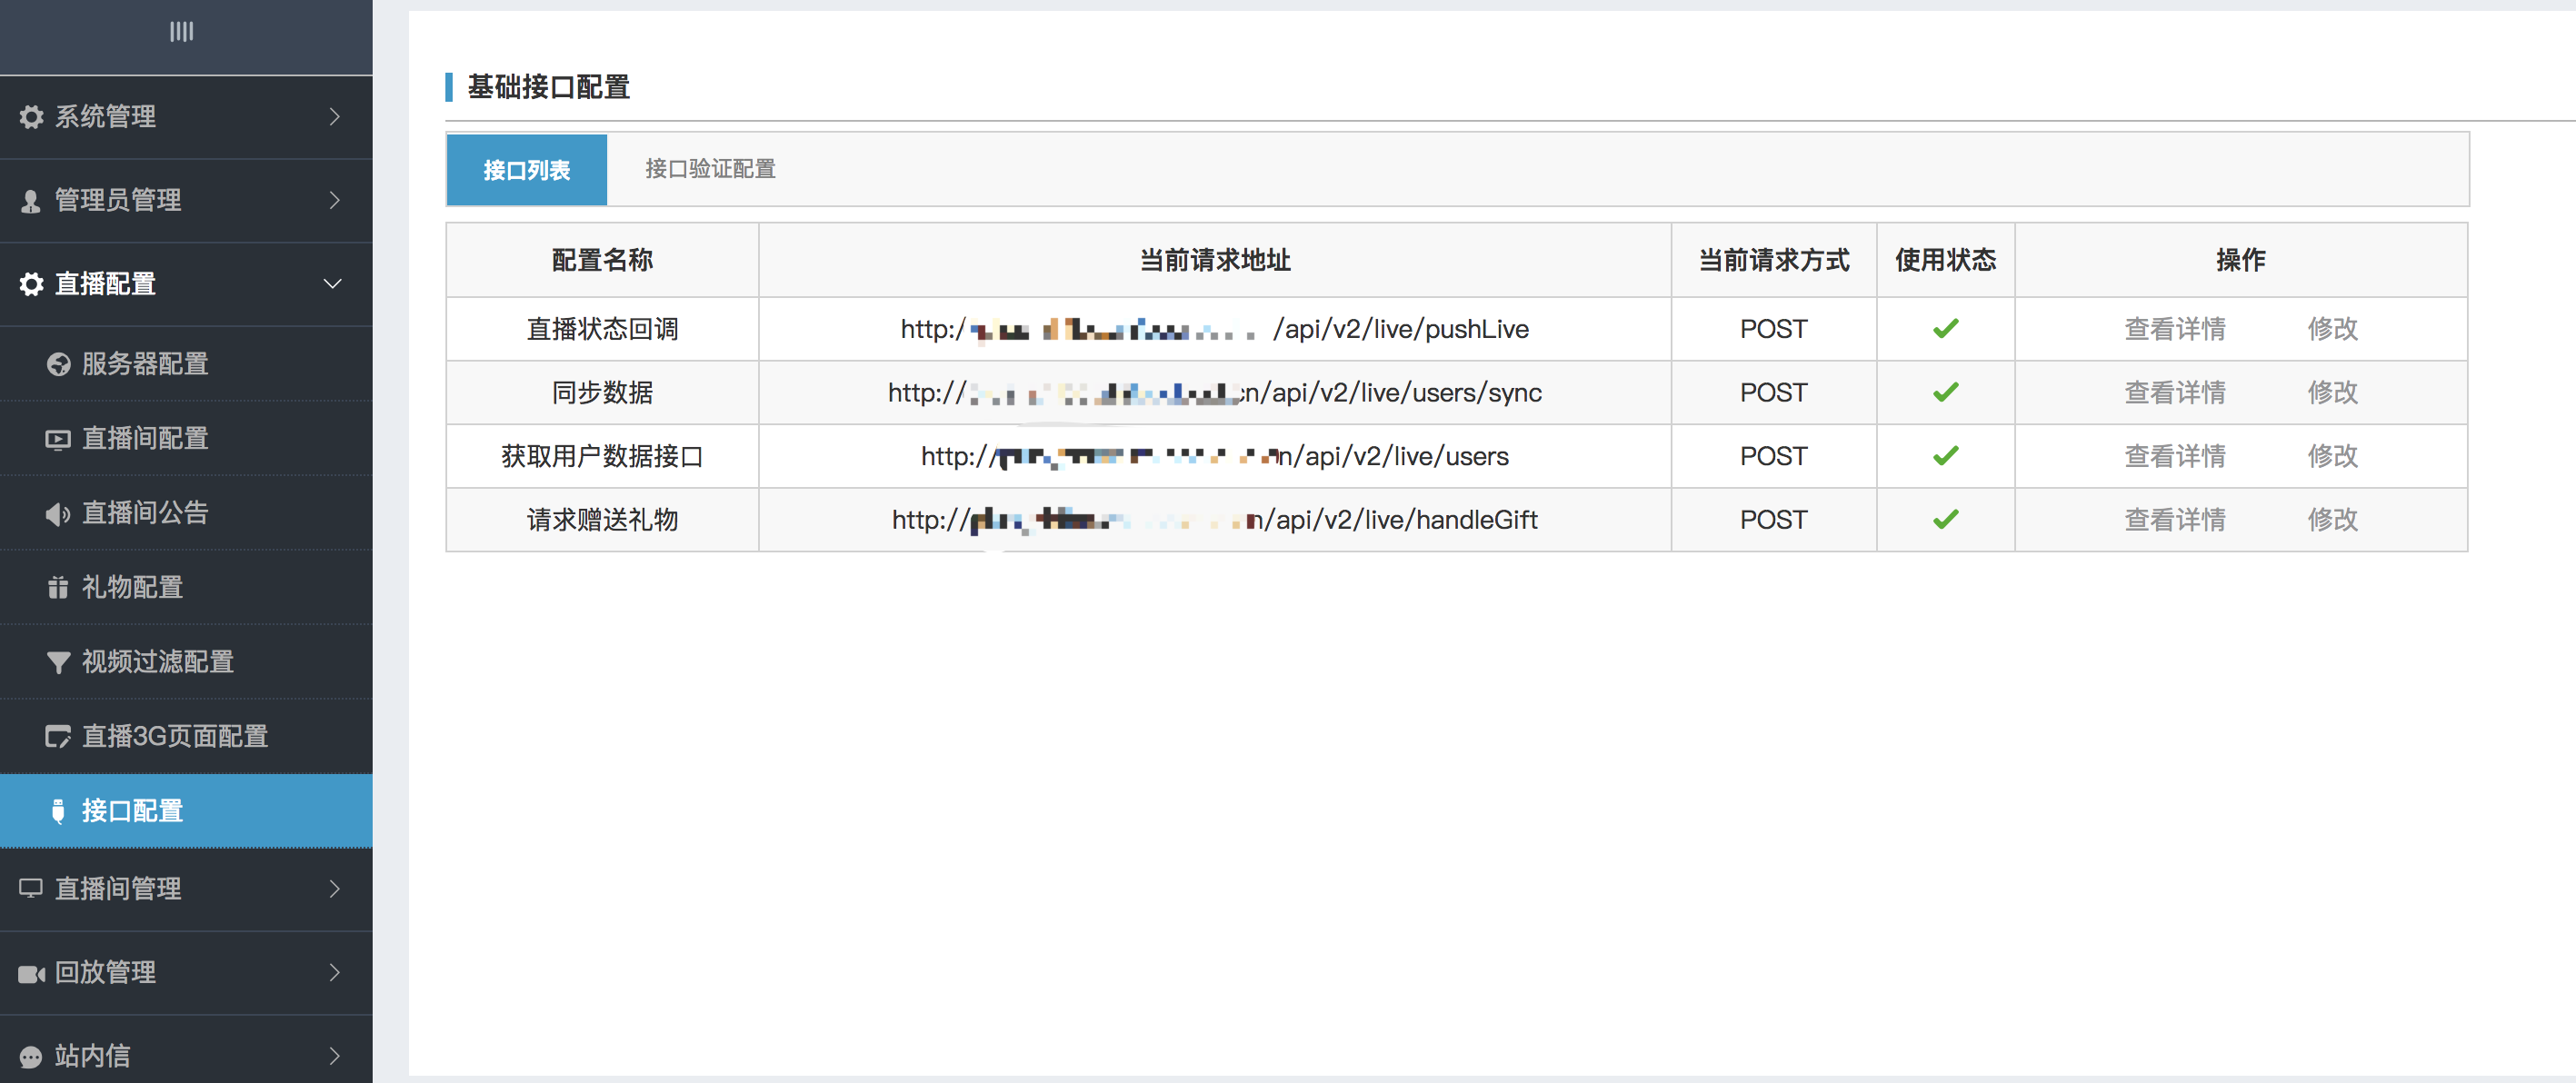 系统管理
管理员管理
直播配置
服务器配置
直播间配置
直播间公告
礼物配置
视频过滤配置
直播3G页面配置
接口配置
直播间管理
回放管理
站内信
基础接口配置
接口列表 接口验证配置
配置名称 当前请求地址 当前请求方式 使用状态 操作
直播状态回调 http:/ /api/v2/live/pushLive POST 查看详情 修改
同步数据 http:// cn/api/v2/live/users/sync POST 查看详情 修改
获取用户数据接口 http:// n/api/v2/live/users POST 查看详情 修改
请求赠送礼物 http:// n/api/v2/live/handleGift POST 查看详情 修改